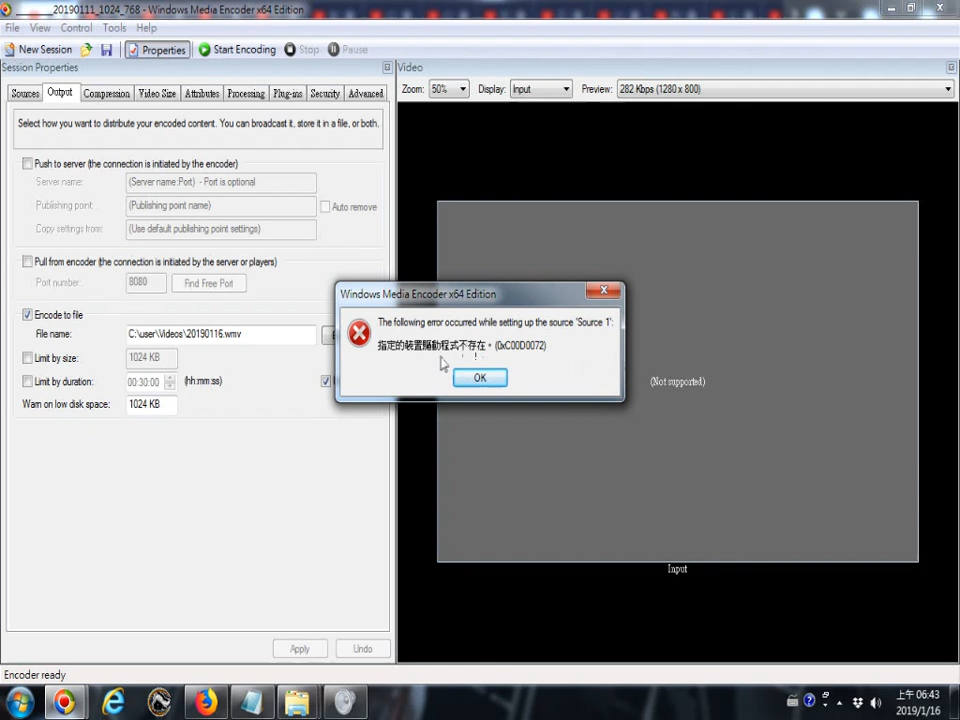 ________20190111_1024_768 - Windows Media Encoder x64 Edition
File View Control Tools Help
New Session Properties Start Encoding Stop Pause
Session Properties
Video
Sources Output Compression Video Size Attributes Processing Plug-ins Security Advanced
Zoom: 50% Display: Input Preview: 282 Kbps (1280 x 800)
Select how you want to distribute your encoded content. You can broadcast it, store it in a file, or both.
Push to server (the connection is initiated by the encoder)
Server name: (Server name:Port) - Port is optional
Publishing point: (Publishing point name) Auto remove
Copy settings from: (Use default publishing point settings)
Pull from encoder (the connection is initiated by the server or players)
Port number: 8080 Find Free Port
Encode to file
File name: C:\user\Videos\20190116.wmv
Limit by size: 1024 KB
Limit by duration: 00:30:00 (hh:mm:ss)
Warn on low disk space: 1024 KB
Windows Media Encoder x64 Edition
The following error occurred while setting up the source 'Source 1':
指定的裝置驅動程式不存在。(0xC00D0072)
OK
(Not supported)
Input
Apply Undo
Encoder ready
上午 06:43
2019/1/16